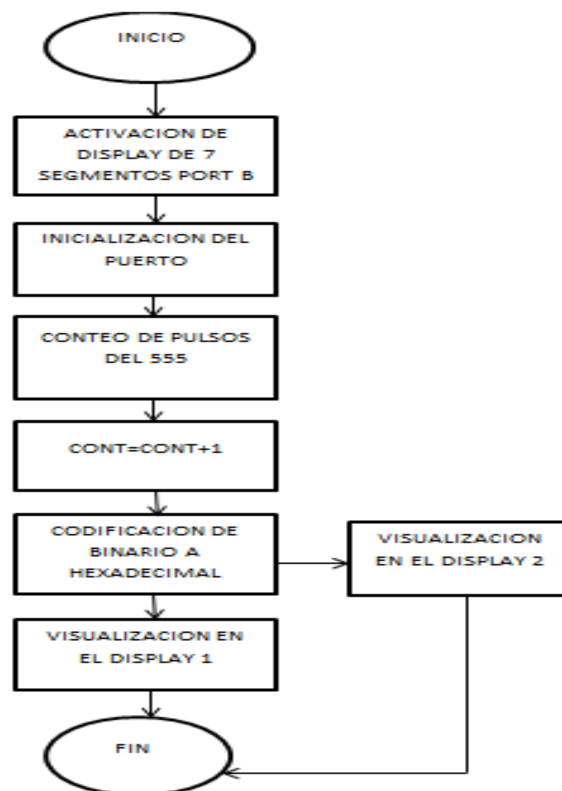 INICIO
ACTIVACION DE
DISPLAY DE 7
SEGMENTOS PORT B
INICIALIZACION DEL
PUERTO
CONTEO DE PULSOS
DEL 555
CONT=CONT+1
CODIFICACION DE
BINARIO A
HEXADECIMAL
VISUALIZACION
EN EL DISPLAY 2
VISUALIZACION EN
EL DISPLAY 1
FIN